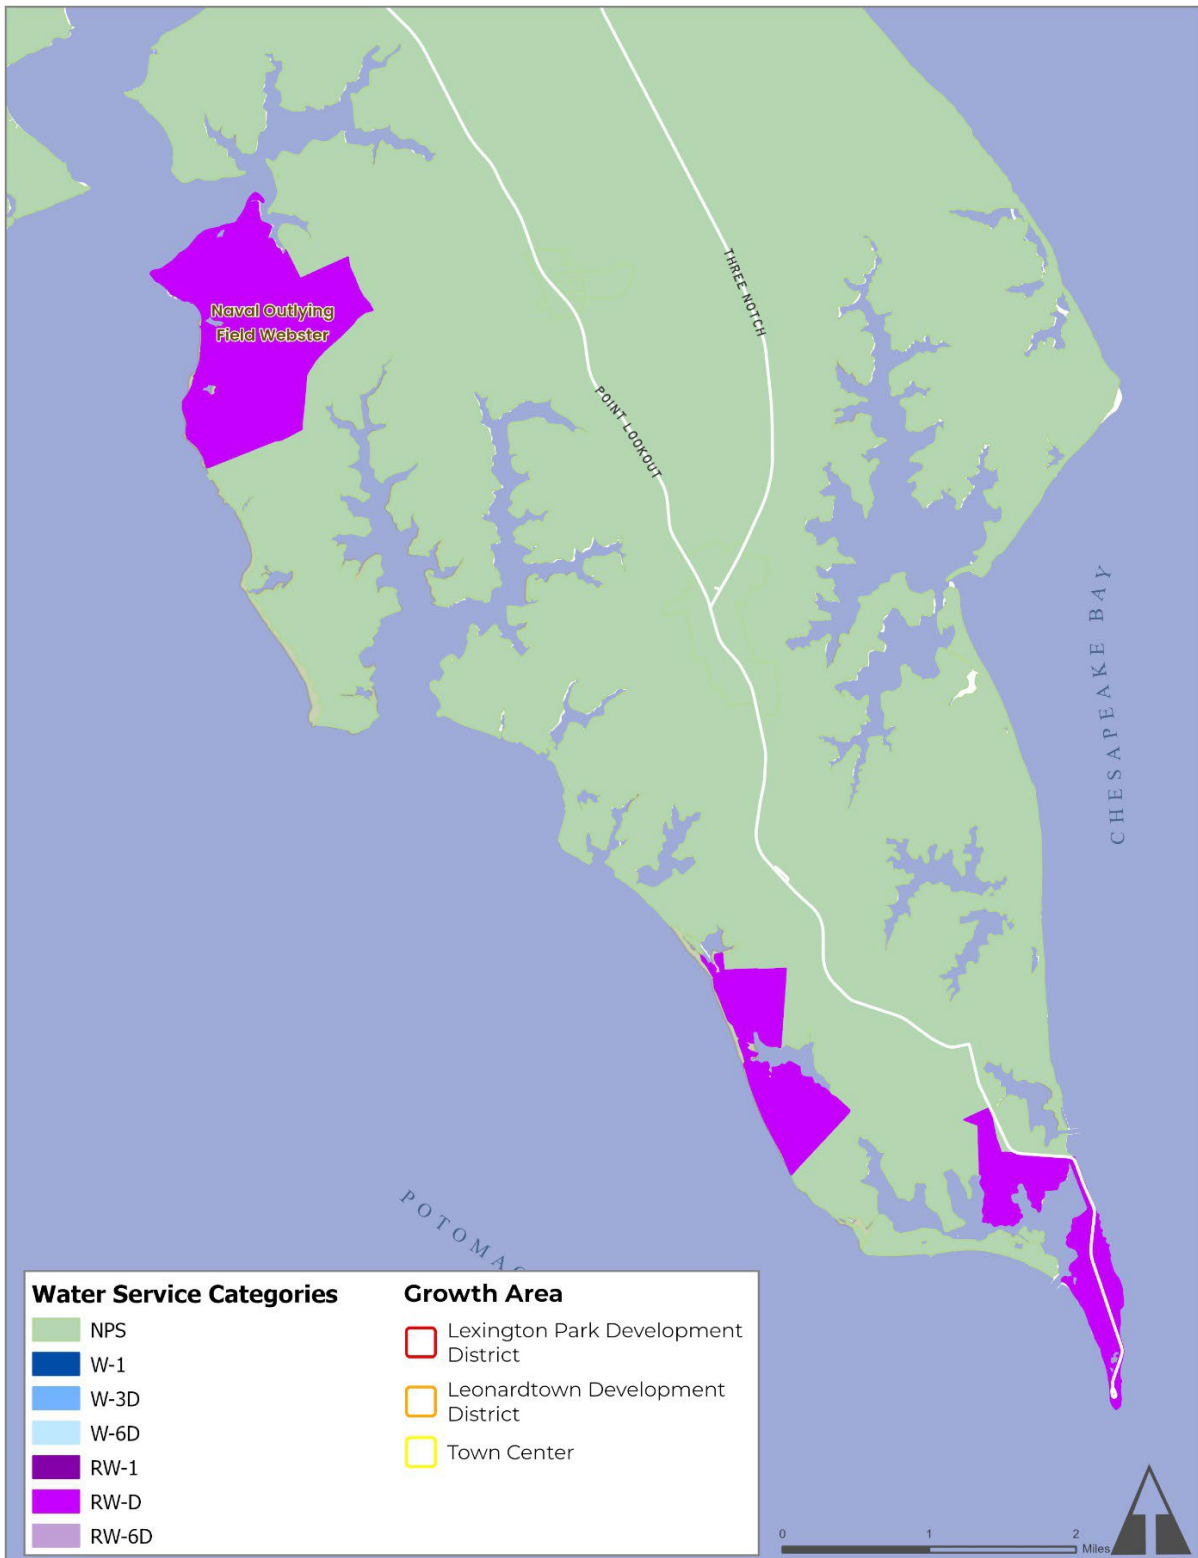 Naval Outlying
Field Webster
THREE NOTCH
POINT LOOKOUT
CHESAPEAKE BAY
POTOMAC
Water Service Categories
NPS
W-1
W-3D
W-6D
RW-1
RW-D
RW-6D
Growth Area
Lexington Park Development
District
Leonardtown Development
District
Town Center
0 1 2
Miles